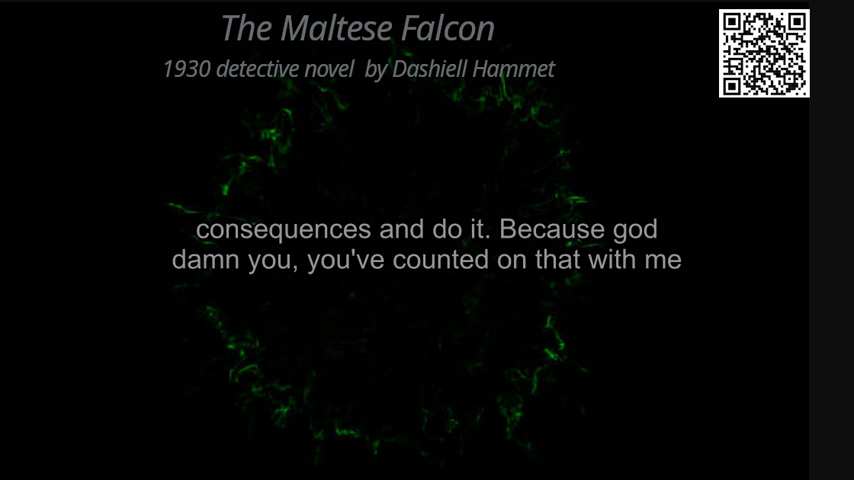 The Maltese Falcon
1930 detective novel by Dashiell Hammet
consequences and do it. Because god
damn you, you've counted on that with me